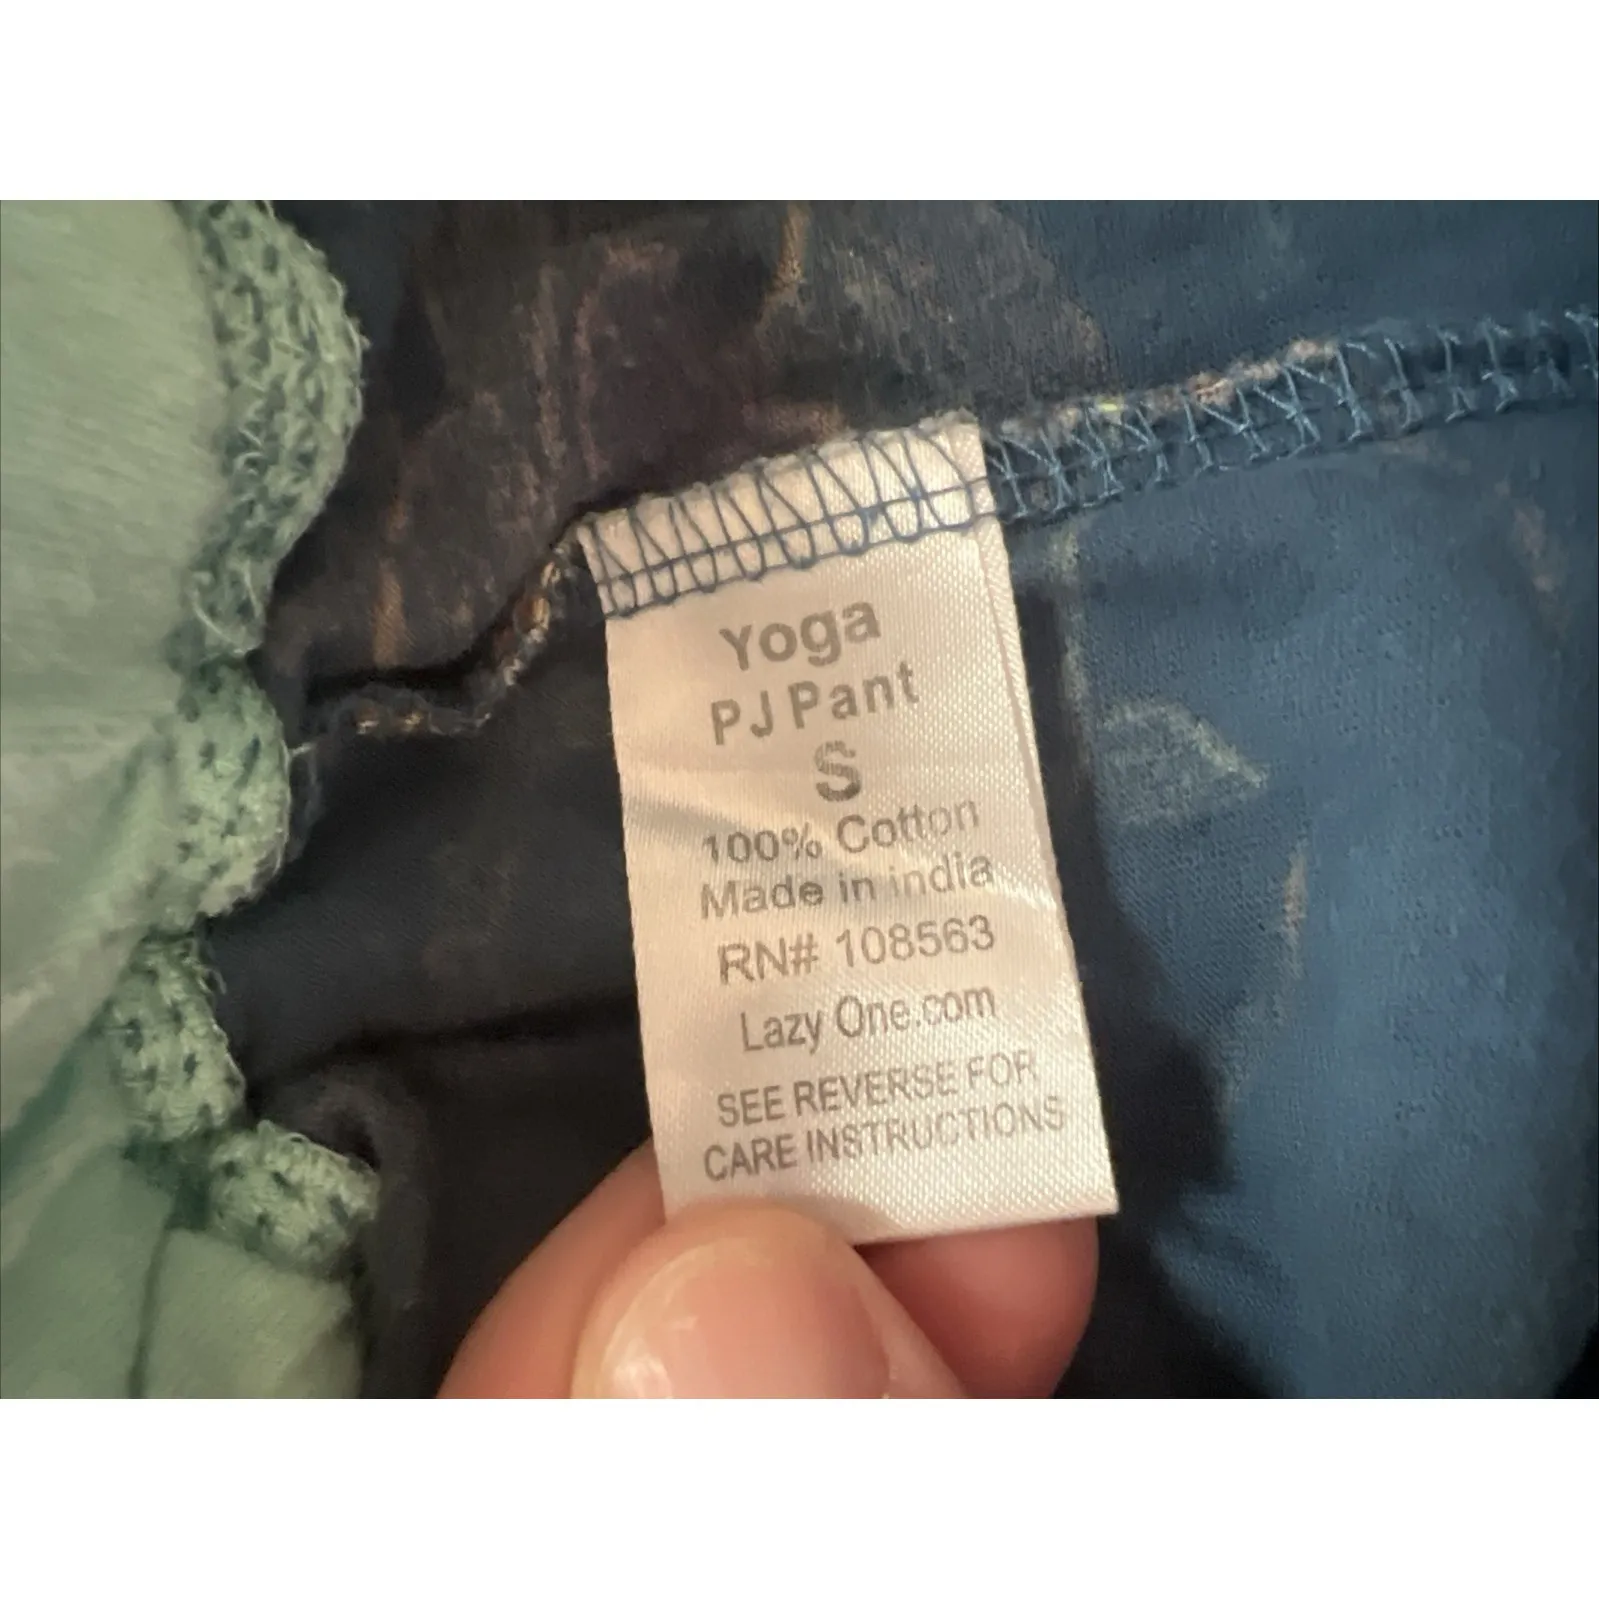 Yoga
PJ Pant
S
100% Cotton
Made in india
RN# 108563
Lazy One.com
SEE REVERSE FOR
CARE INSTRUCTIONS